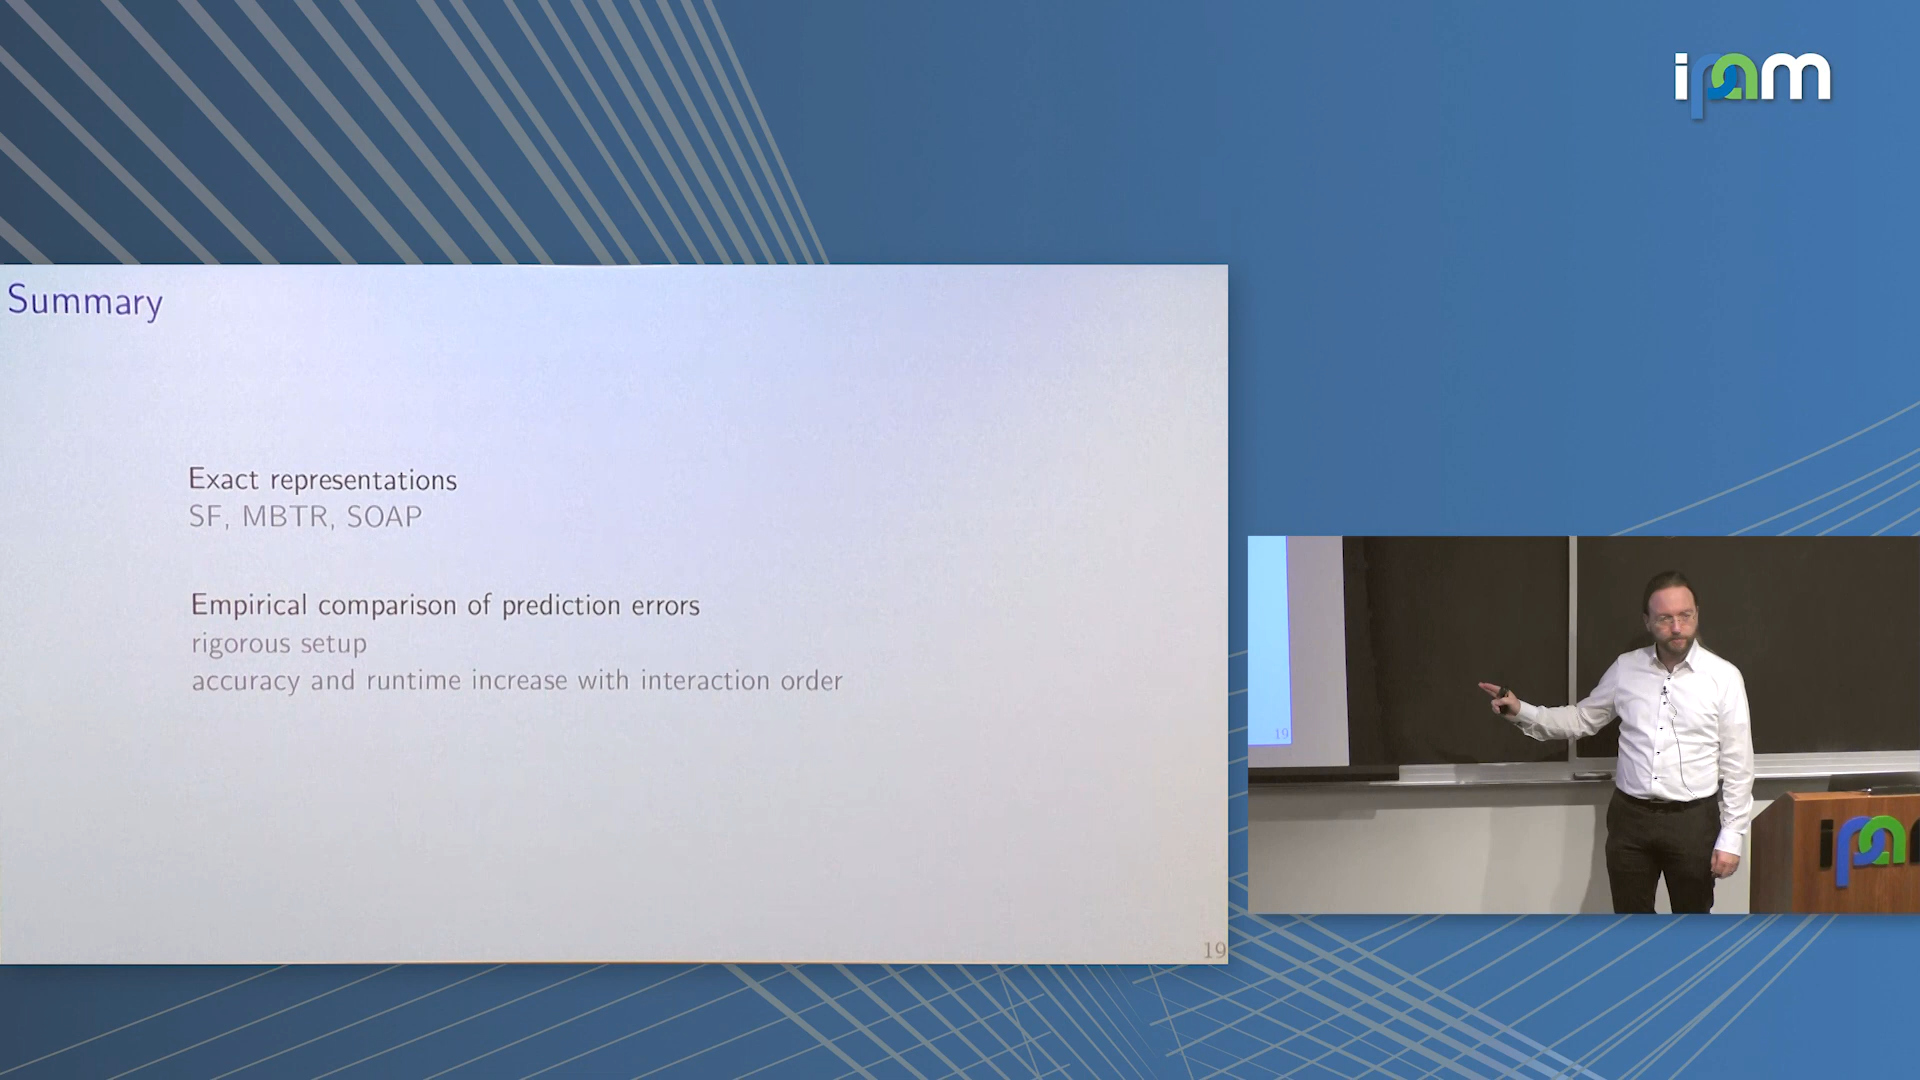 ipam
Summary
Exact representations
SF, MBTR, SOAP
Empirical comparison of prediction errors
rigorous setup
accuracy and runtime increase with interaction order
19
19
ipam